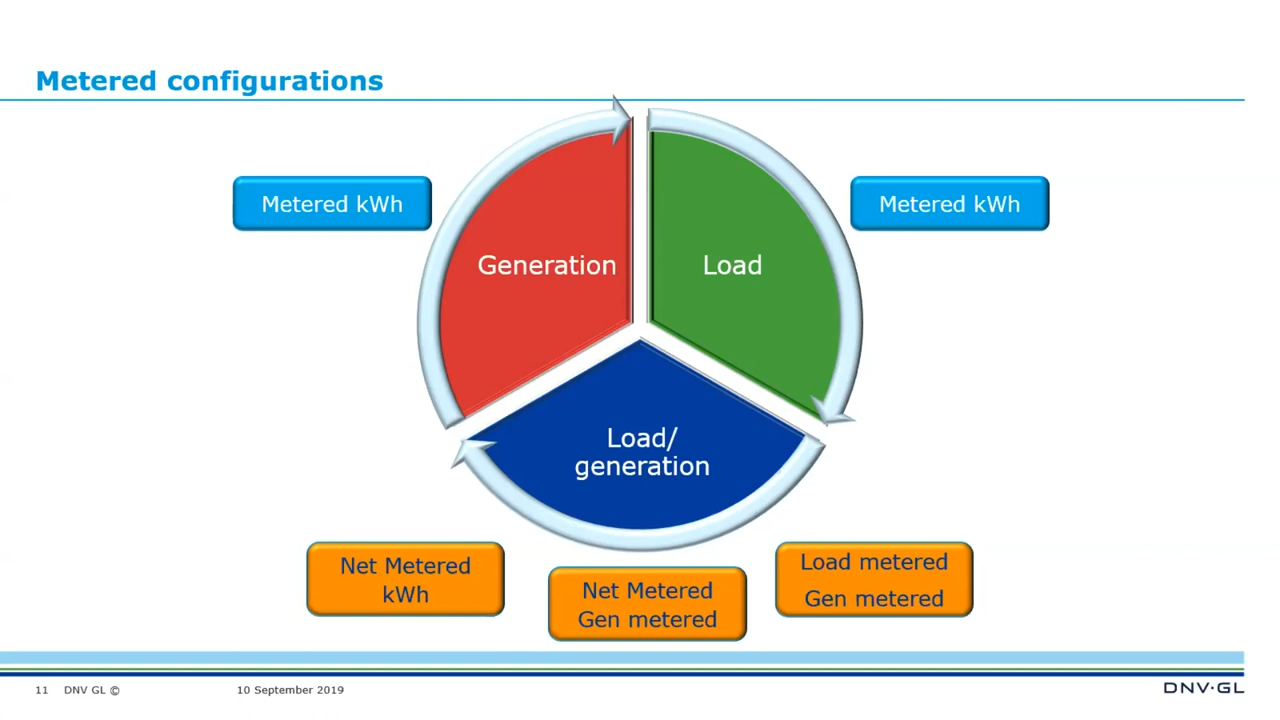 Metered configurations
Metered kWh
Metered kWh
Generation
Load
Load/
generation
Net Metered
kWh
Net Metered
Gen metered
Load metered
Gen metered
11 DNV GL © 10 September 2019
DNV·GL